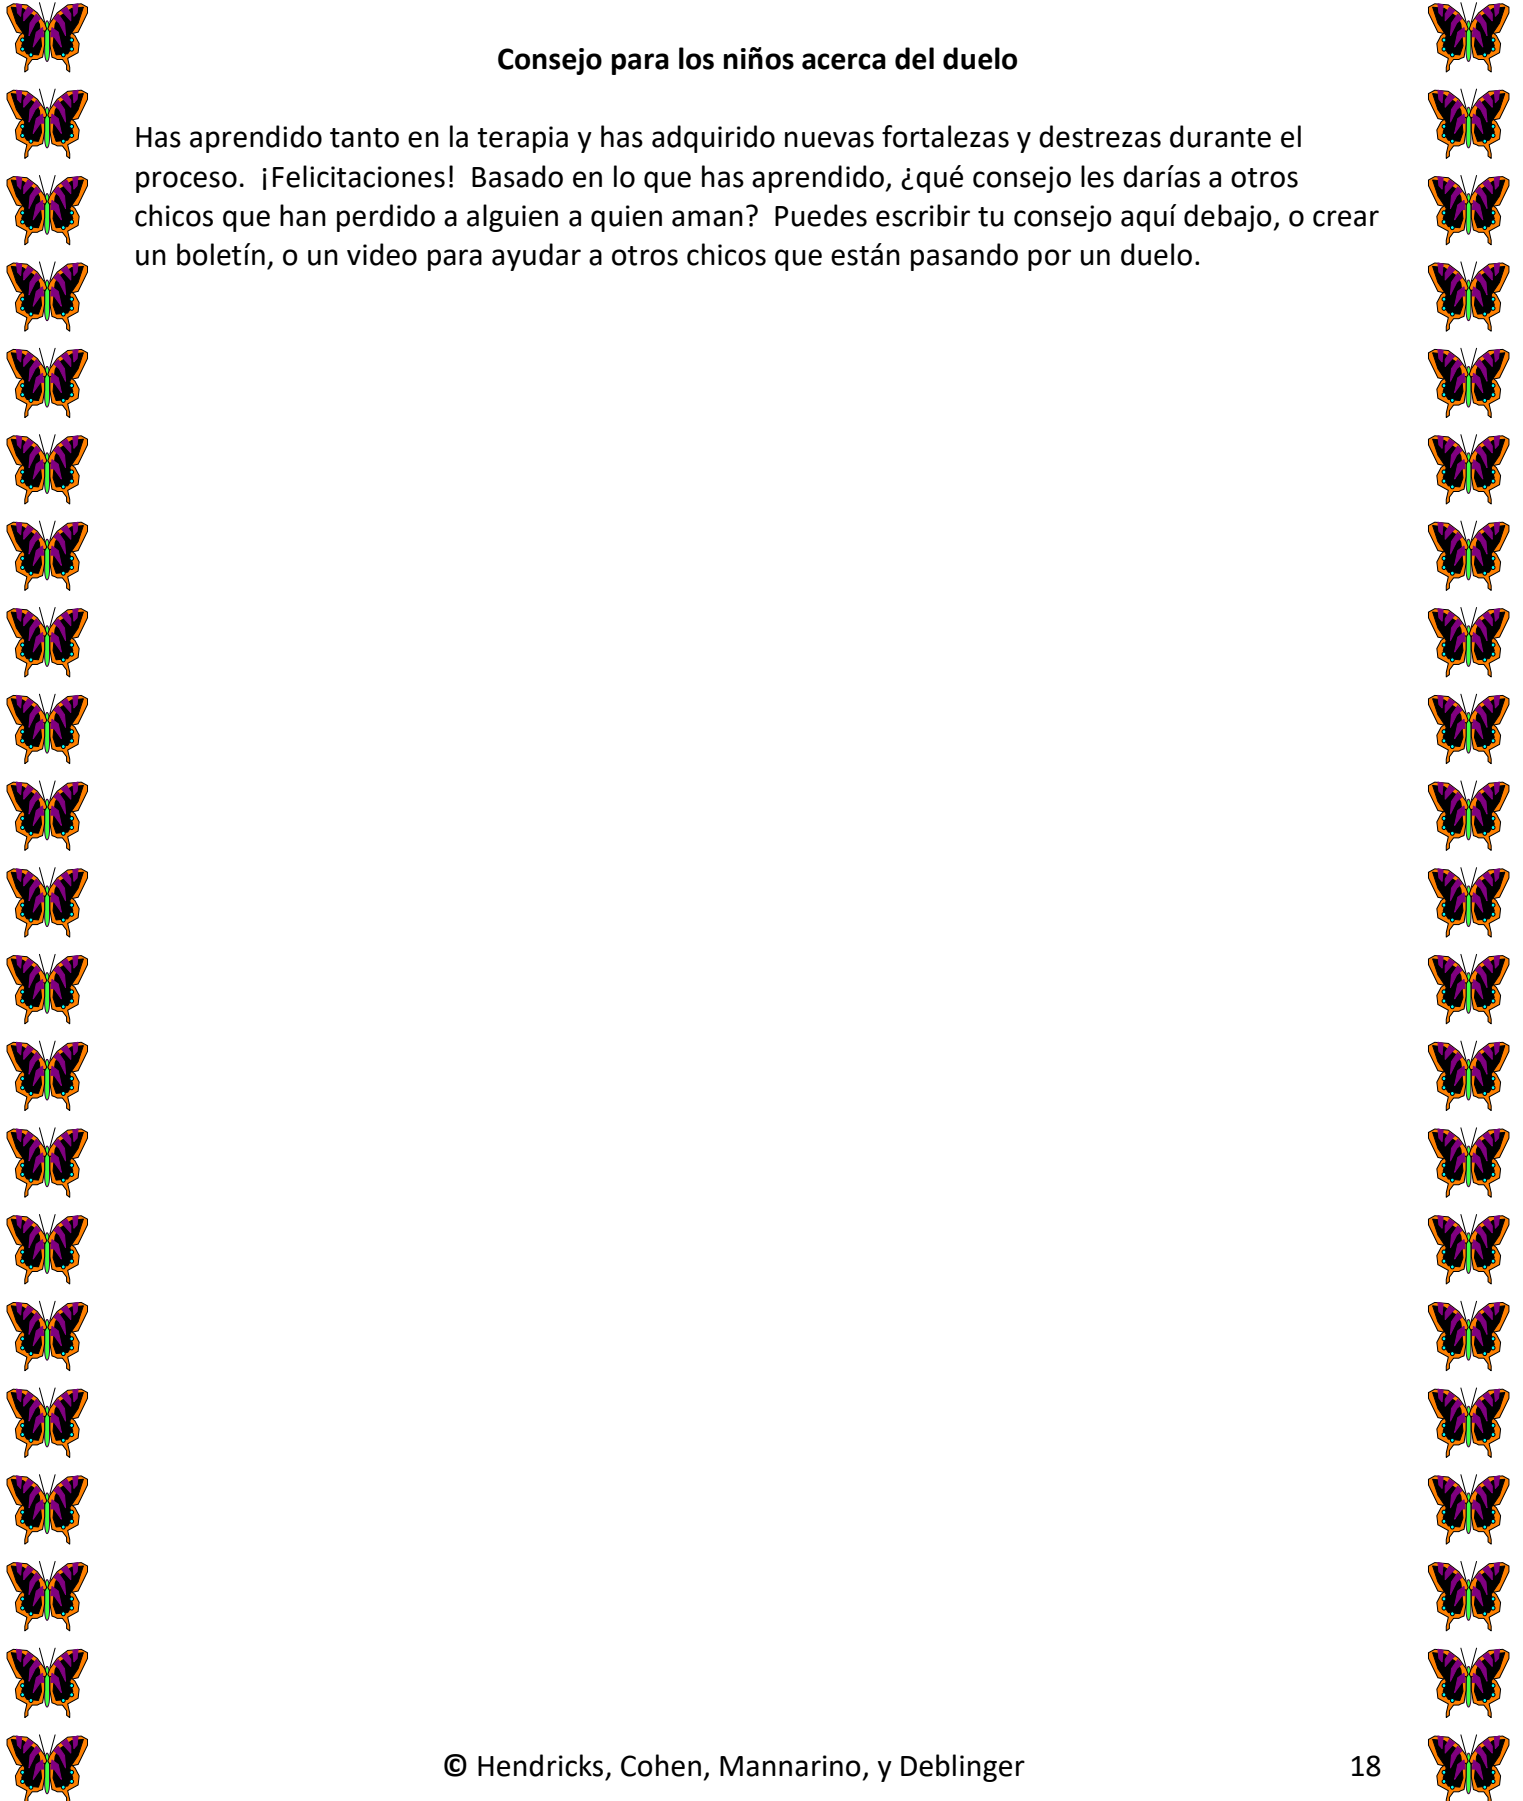 Consejo para los niños acerca del duelo
Has aprendido tanto en la terapia y has adquirido nuevas fortalezas y destrezas durante el
proceso.  ¡Felicitaciones!  Basado en lo que has aprendido, ¿qué consejo les darías a otros
chicos que han perdido a alguien a quien aman?  Puedes escribir tu consejo aquí debajo, o crear
un boletín, o un video para ayudar a otros chicos que están pasando por un duelo.
© Hendricks, Cohen, Mannarino, y Deblinger 18